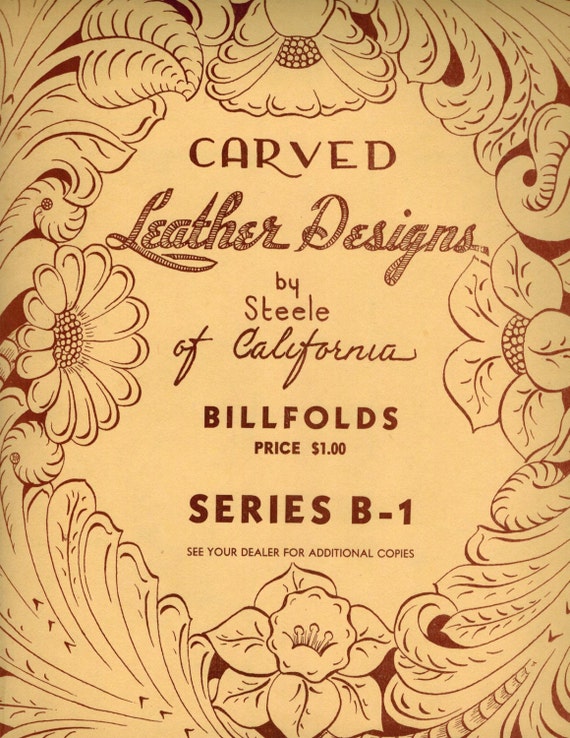 CARVED
Leather Designs
by
Steele
of California
BILLFOLDS
PRICE $1.00
SERIES B-1
SEE YOUR DEALER FOR ADDITIONAL COPIES